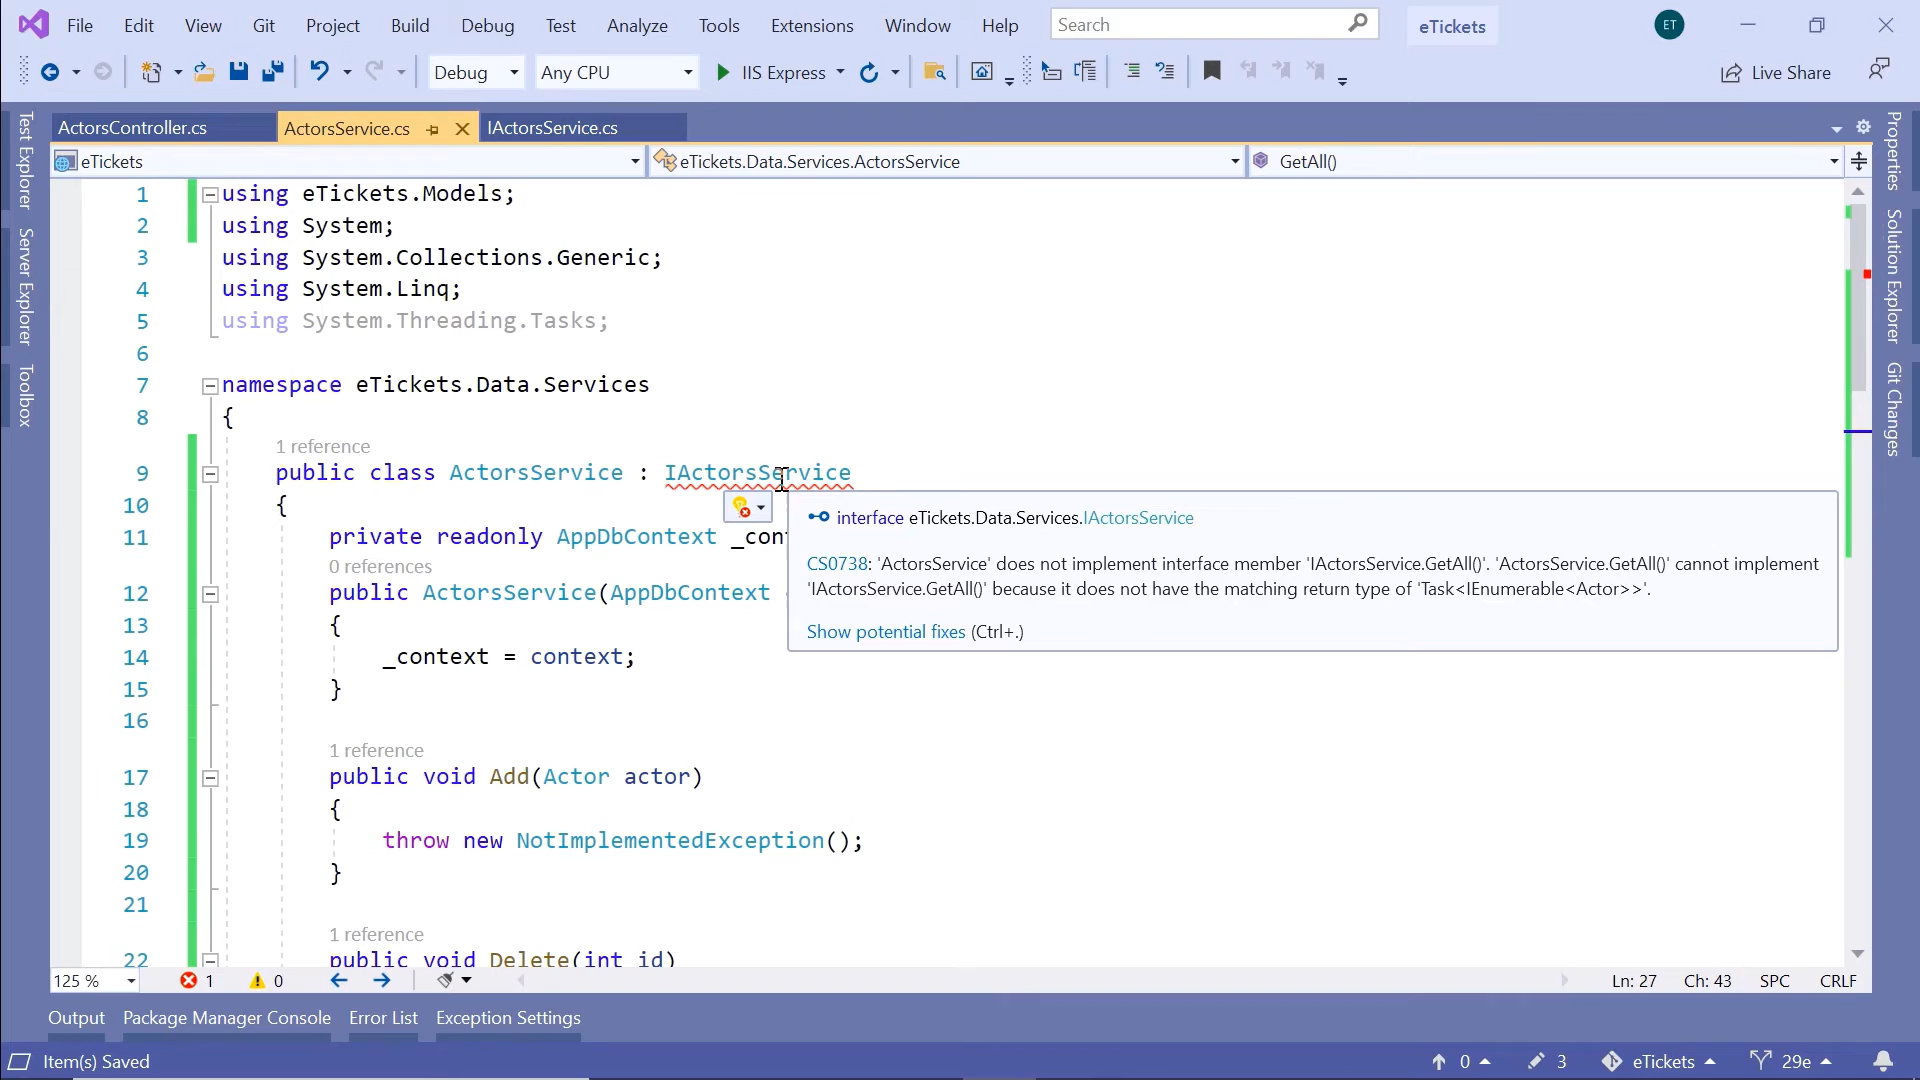 File Edit View Git Project Build Debug Test Analyze Tools Extensions Window Help Search eTickets ET
Debug Any CPU IIS Express Live Share
ActorsController.cs ActorsService.cs IActorsService.cs
eTickets eTickets.Data.Services.ActorsService GetAll()
Test Explorer
Server Explorer
Toolbox
Properties
Solution Explorer
Git Changes
1 using eTickets.Models;
2 using System;
3 using System.Collections.Generic;
4 using System.Linq;
5 using System.Threading.Tasks;
6
7 namespace eTickets.Data.Services
8 {
1 reference
9 public class ActorsService : IActorsService
10 {
interface eTickets.Data.Services.IActorsService
11 private readonly AppDbContext _cont
CS0738: 'ActorsService' does not implement interface member 'IActorsService.GetAll()'. 'ActorsService.GetAll()' cannot implement
0 references
'IActorsService.GetAll()' because it does not have the matching return type of 'Task<IEnumerable<Actor>>'.
12 public ActorsService(AppDbContext
13 {
Show potential fixes (Ctrl+.)
14 _context = context;
15 }
16
1 reference
17 public void Add(Actor actor)
18 {
19 throw new NotImplementedException();
20 }
21
1 reference
22 public void Delete(int id)
125 % 1 0 Ln: 27 Ch: 43 SPC CRLF
Output Package Manager Console Error List Exception Settings
Item(s) Saved 0 3 eTickets 29e